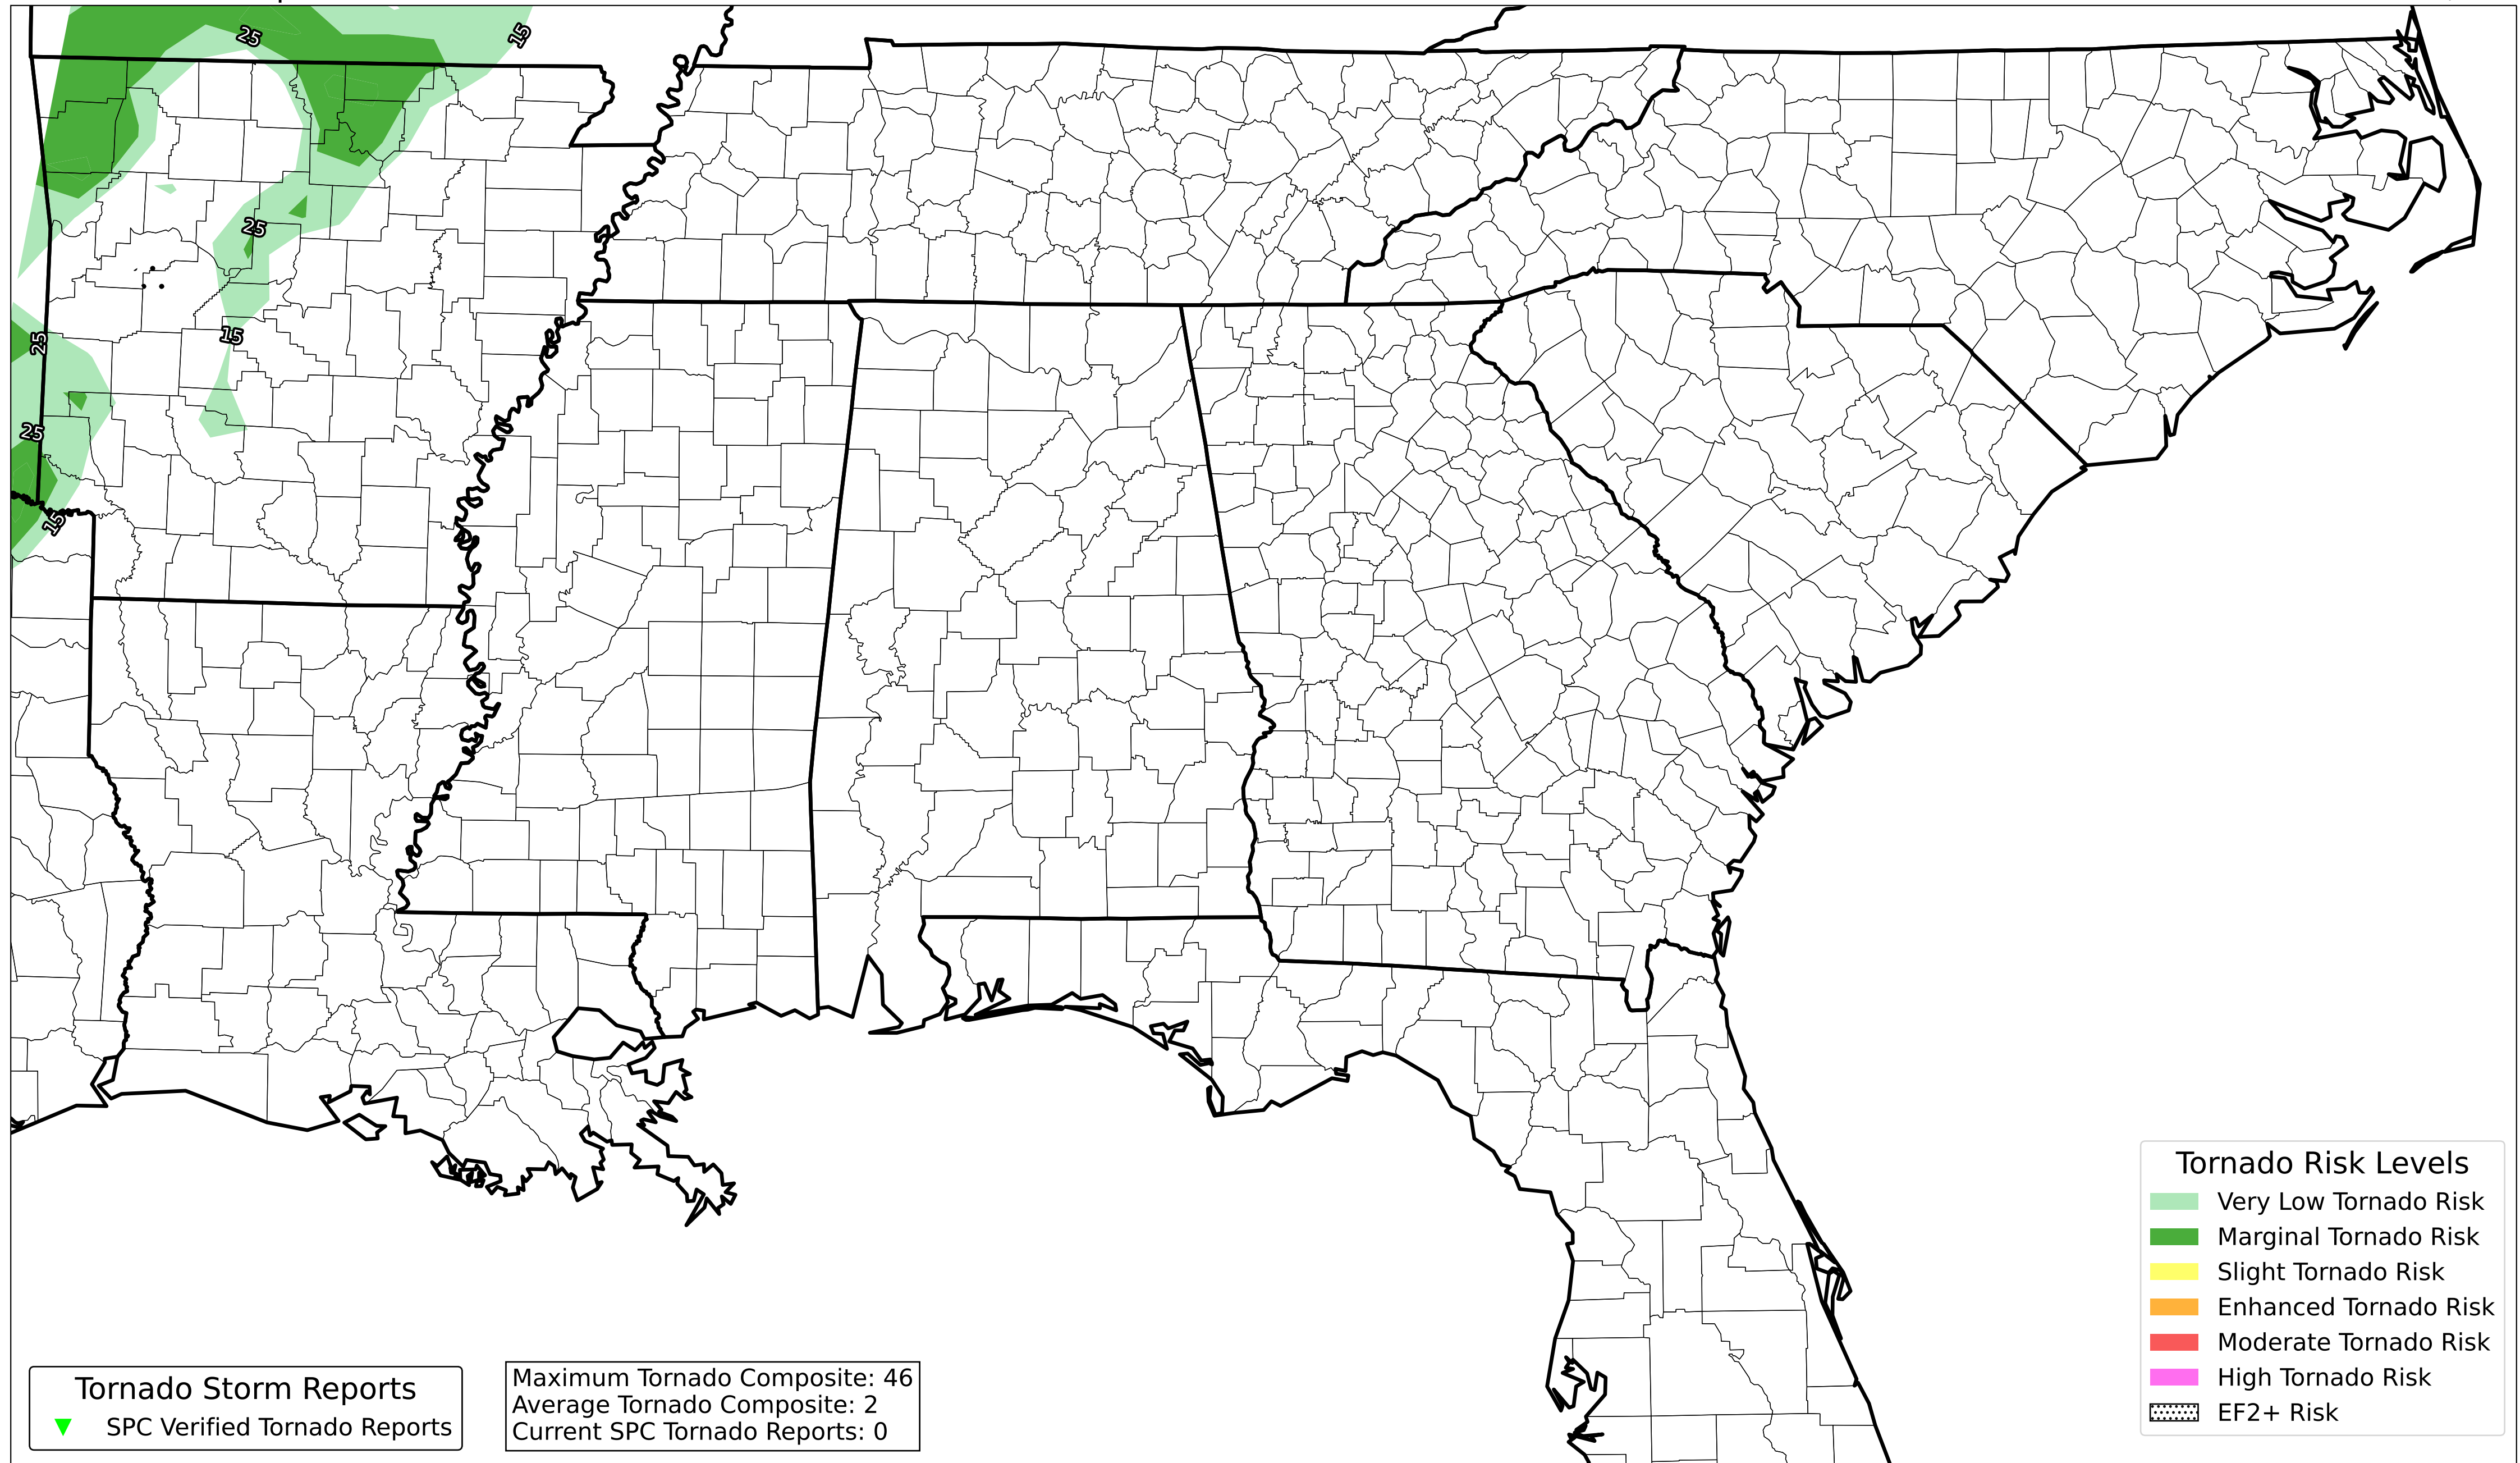 25
15
25
15
25
25
15
Tornado Risk Levels
Very Low Tornado Risk
Marginal Tornado Risk
Slight Tornado Risk
Enhanced Tornado Risk
Moderate Tornado Risk
High Tornado Risk
EF2+ Risk
Tornado Storm Reports
SPC Verified Tornado Reports
Maximum Tornado Composite: 46
Average Tornado Composite: 2
Current SPC Tornado Reports: 0